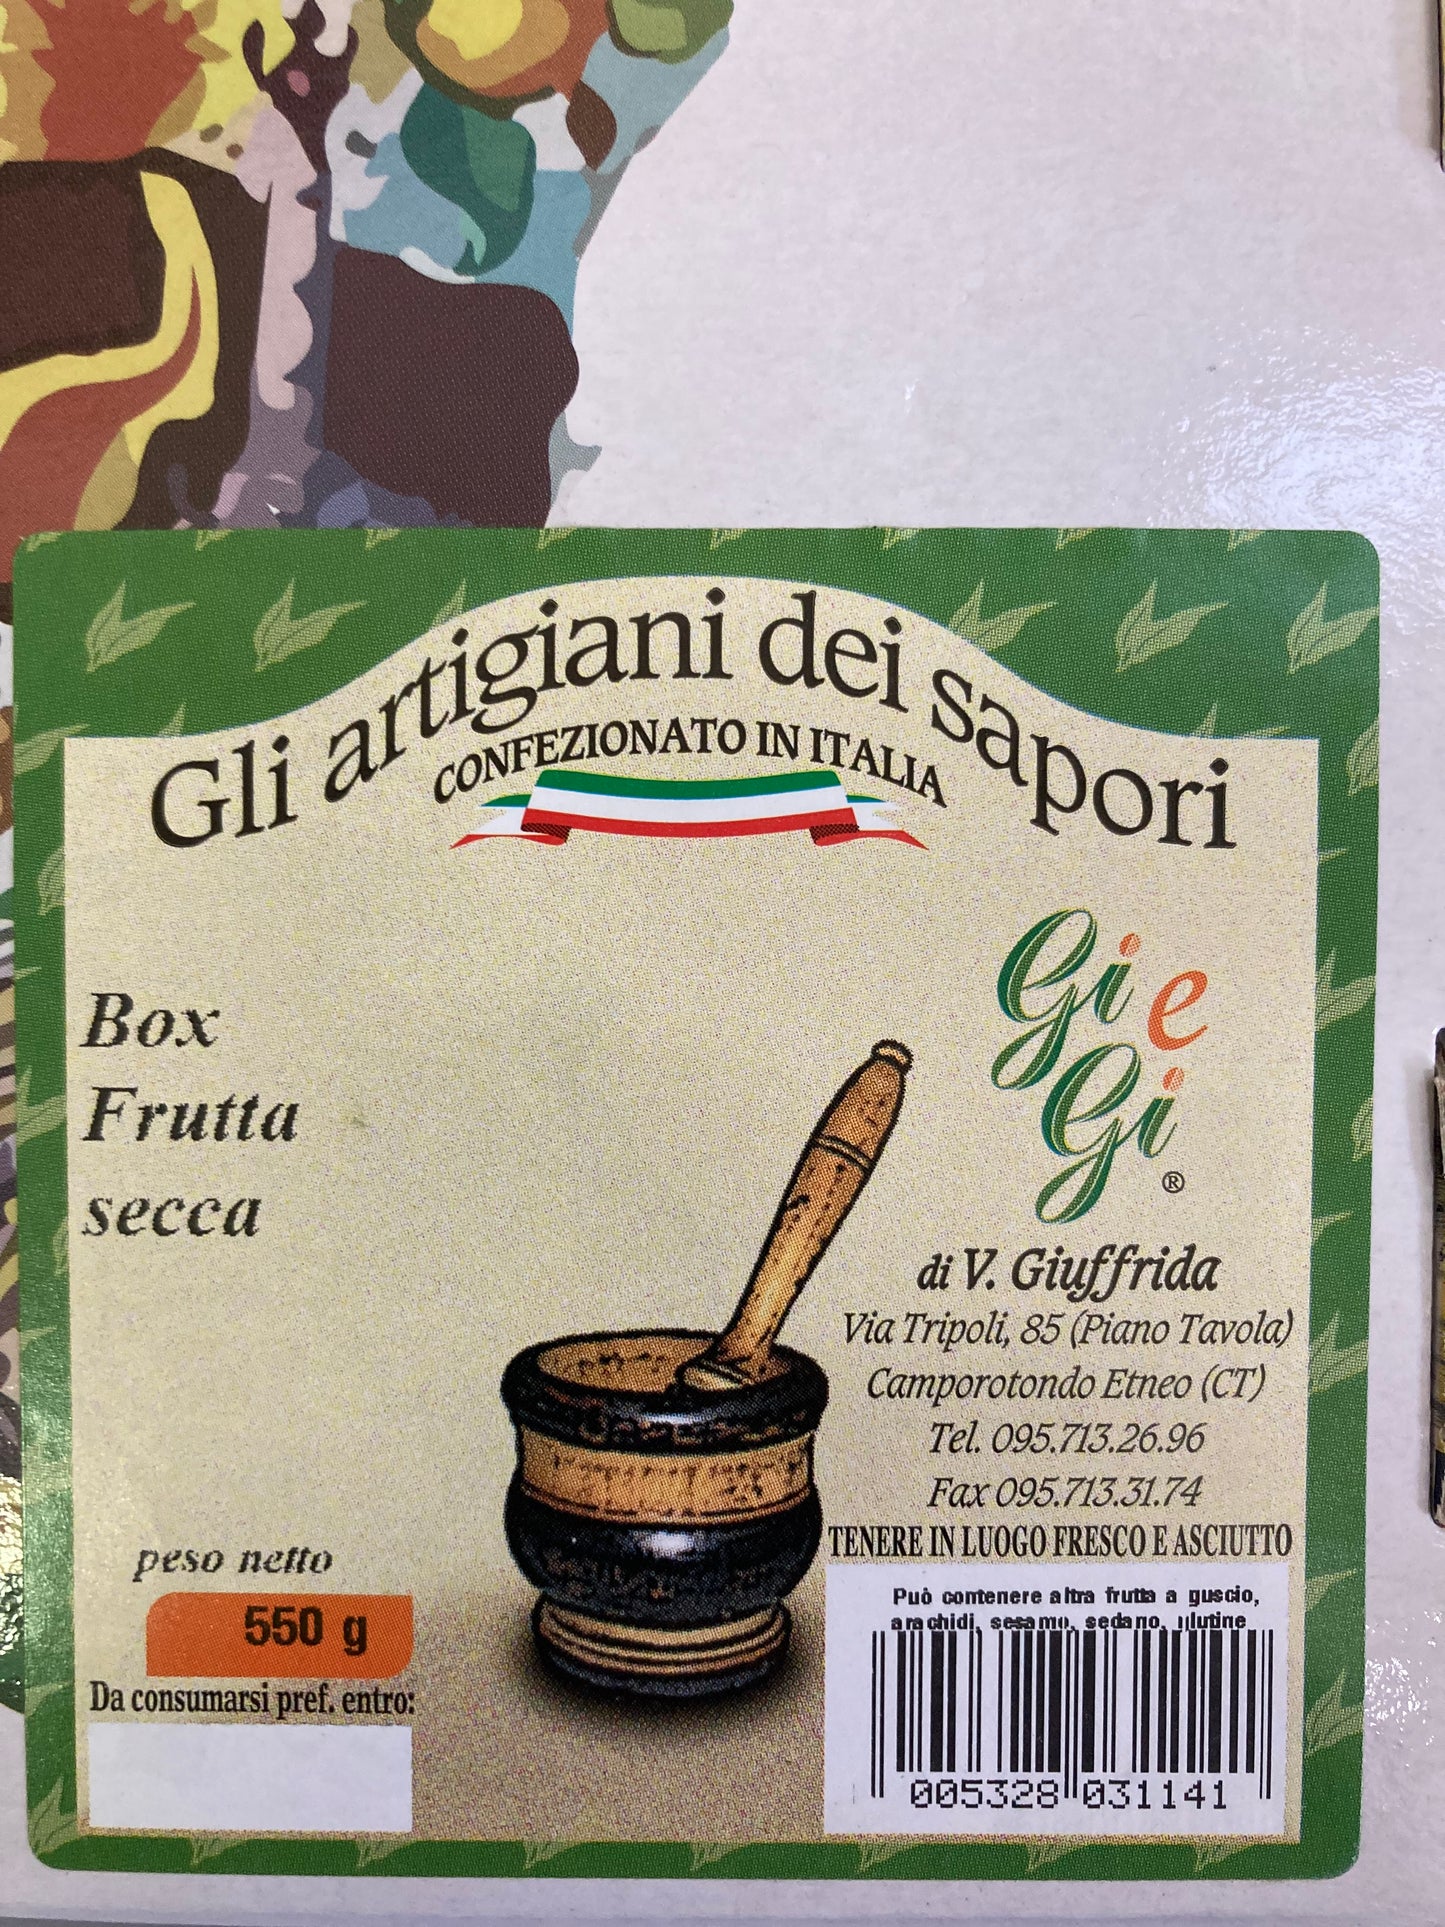 Gli artigiani dei sapori
CONFEZIONATO IN ITALIA
Box
Frutta
secca
Gi e
Gi
®
di V. Giuffrida
Via Tripoli, 85 (Piano Tavola)
Camporotondo Etneo (CT)
Tel. 095.713.26.96
Fax 095.713.31.74
TENERE IN LUOGO FRESCO E ASCIUTTO
peso netto
550 g
Da consumarsi pref. entro:
Può contenere altra frutta a guscio,
arachidi, sesamo, sedano, glutine
005328 031141